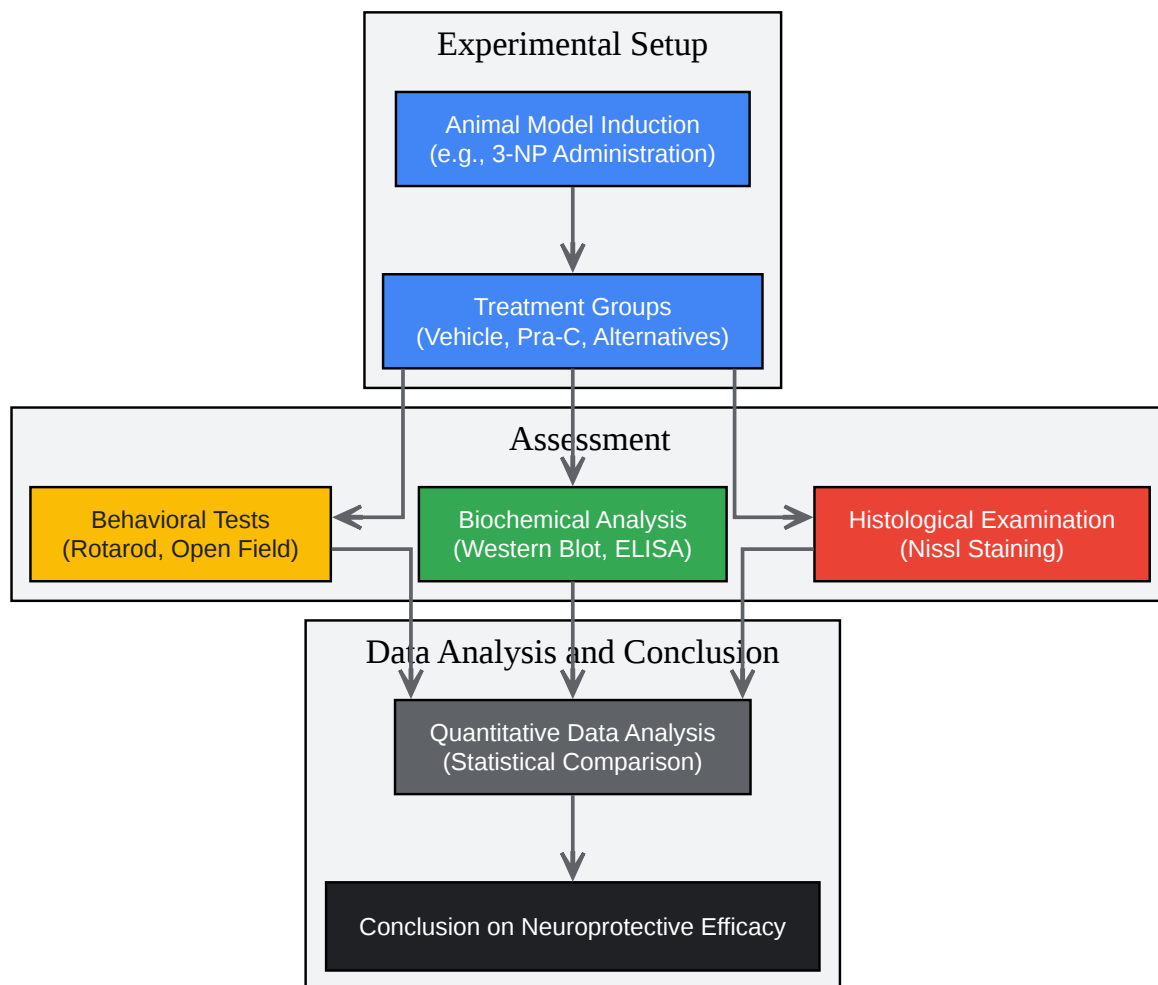 Experimental Setup
Animal Model Induction
(e.g., 3-NP Administration)
Treatment Groups
(Vehicle, Pra-C, Alternatives)
Assessment
Behavioral Tests
(Rotarod, Open Field)
Biochemical Analysis
(Western Blot, ELISA)
Histological Examination
(Nissl Staining)
Data Analysis and Conclusion
Quantitative Data Analysis
(Statistical Comparison)
Conclusion on Neuroprotective Efficacy